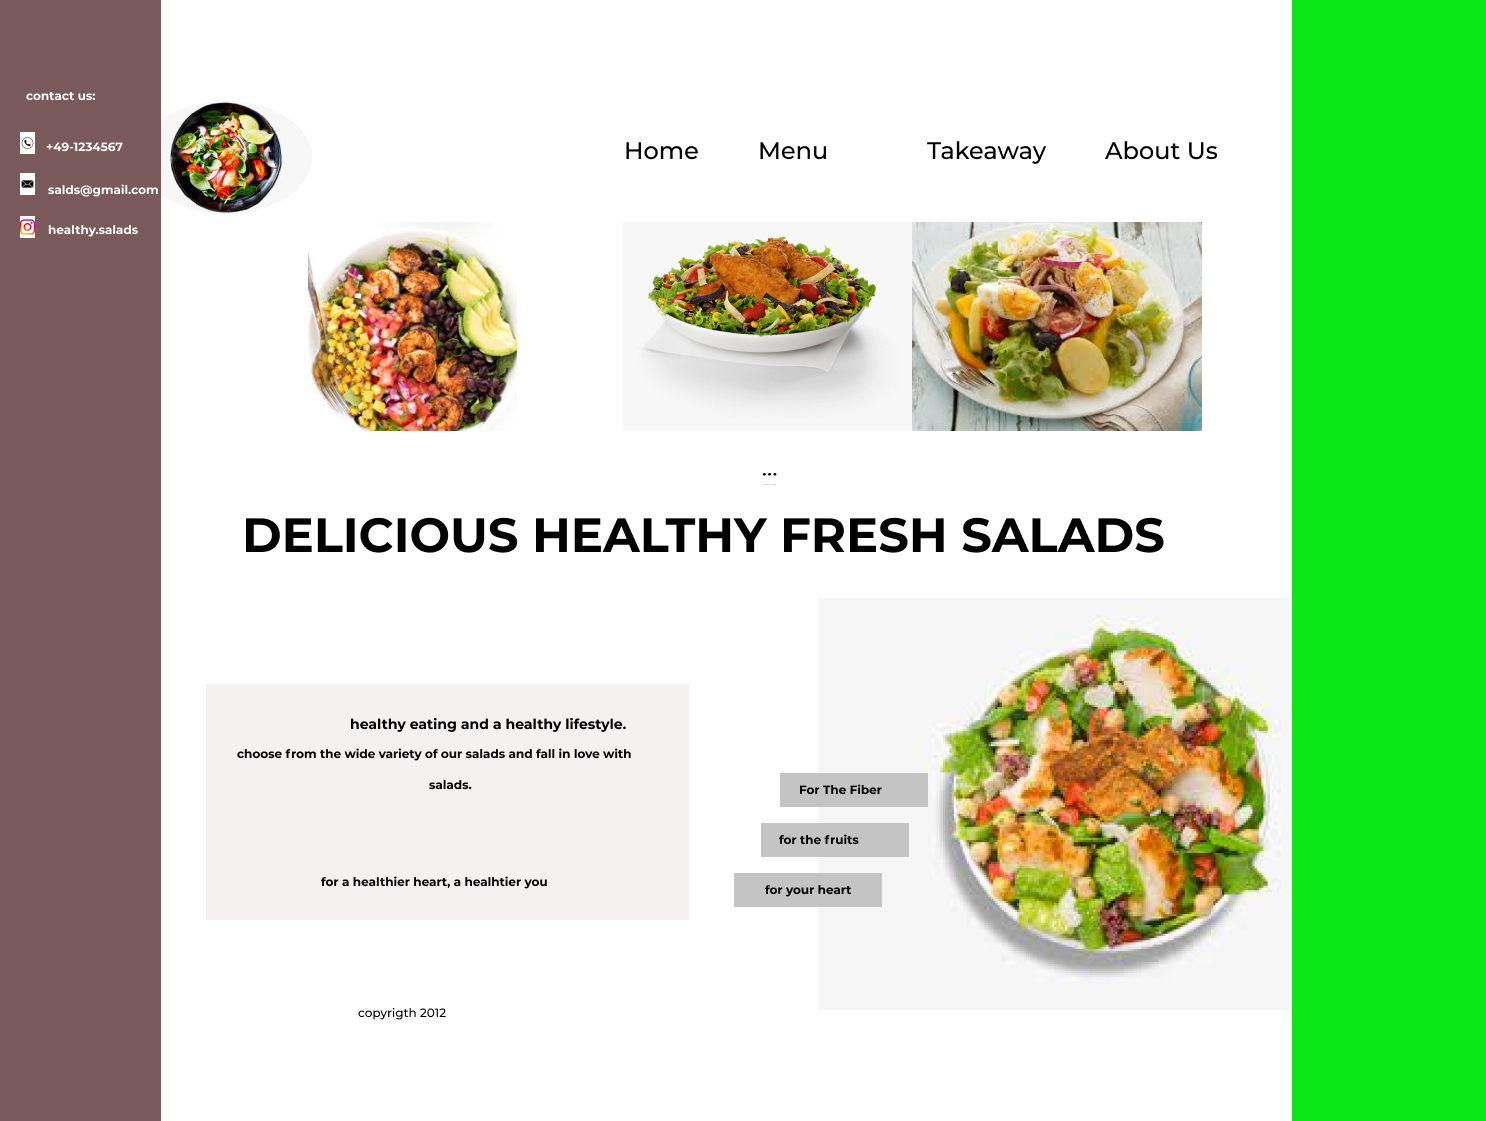 contact us:
+49-1234567
salds@gmail.com
healthy.salads
Home Menu Takeaway About Us
...
DELICIOUS HEALTHY FRESH SALADS
healthy eating and a healthy lifestyle.
choose from the wide variety of our salads and fall in love with
salads.
for a healthier heart, a healhtier you
For The Fiber
for the fruits
for your heart
copyrigth 2012